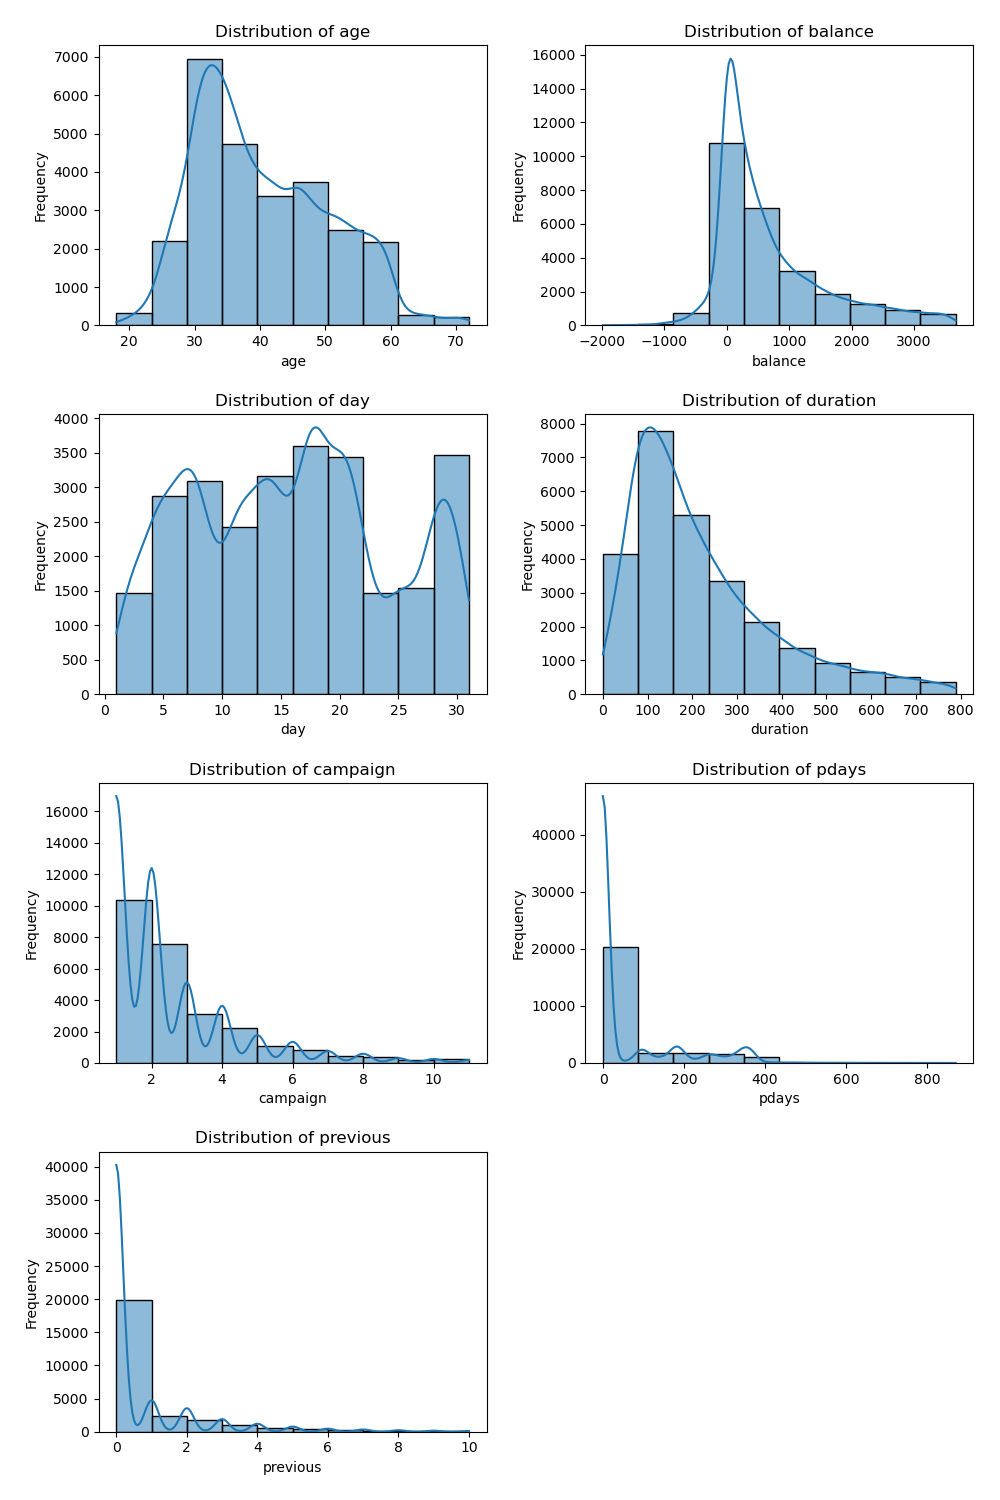 Distribution of age
7000
6000
5000
4000
3000
2000
1000
0
Frequency
20 30 40 50 60 70
age
Distribution of balance
16000
14000
12000
10000
8000
6000
4000
2000
0
Frequency
−2000 −1000 0 1000 2000 3000
balance
Distribution of day
4000
3500
3000
2500
2000
1500
1000
500
0
Frequency
0 5 10 15 20 25 30
day
Distribution of duration
8000
7000
6000
5000
4000
3000
2000
1000
0
Frequency
0 100 200 300 400 500 600 700 800
duration
Distribution of campaign
16000
14000
12000
10000
8000
6000
4000
2000
0
Frequency
2 4 6 8 10
campaign
Distribution of pdays
40000
30000
20000
10000
0
Frequency
0 200 400 600 800
pdays
Distribution of previous
40000
35000
30000
25000
20000
15000
10000
5000
0
Frequency
0 2 4 6 8 10
previous